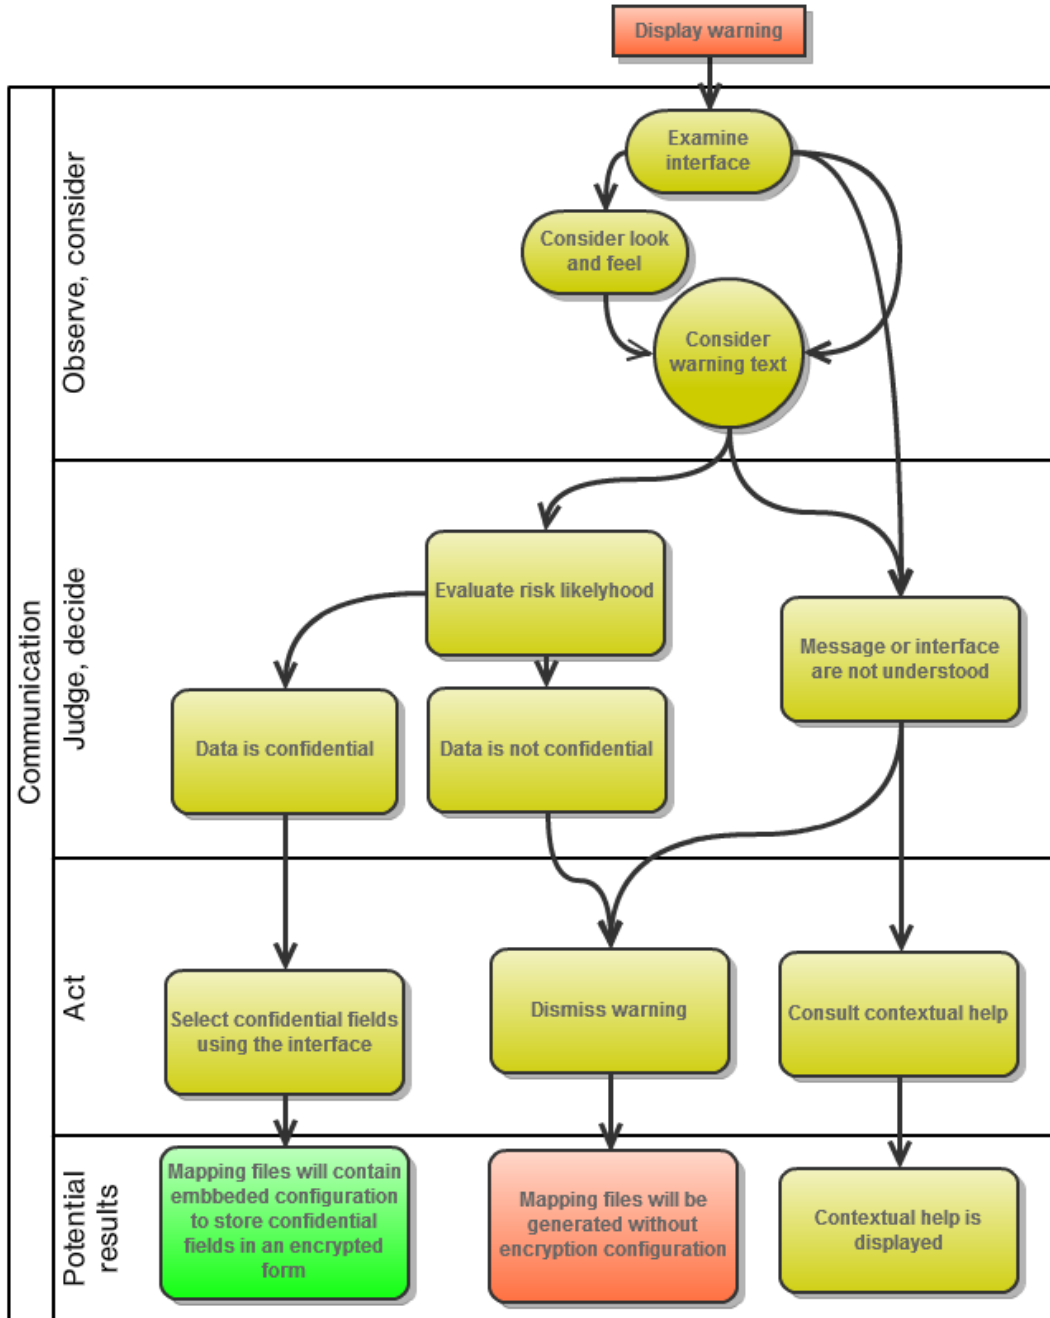 Display warning
Communication
Observe, consider
Examine
interface
Consider look
and feel
Consider
warning text
Judge, decide
Evaluate risk likelyhood
Message or interface
are not understood
Data is confidential
Data is not confidential
Act
Select confidential fields
using the interface
Dismiss warning
Consult contextual help
Potential
results
Mapping files will contain
embbeded configuration
to store confidential
fields in an encrypted
form
Mapping files will be
generated without
encryption configuration
Contextual help is
displayed